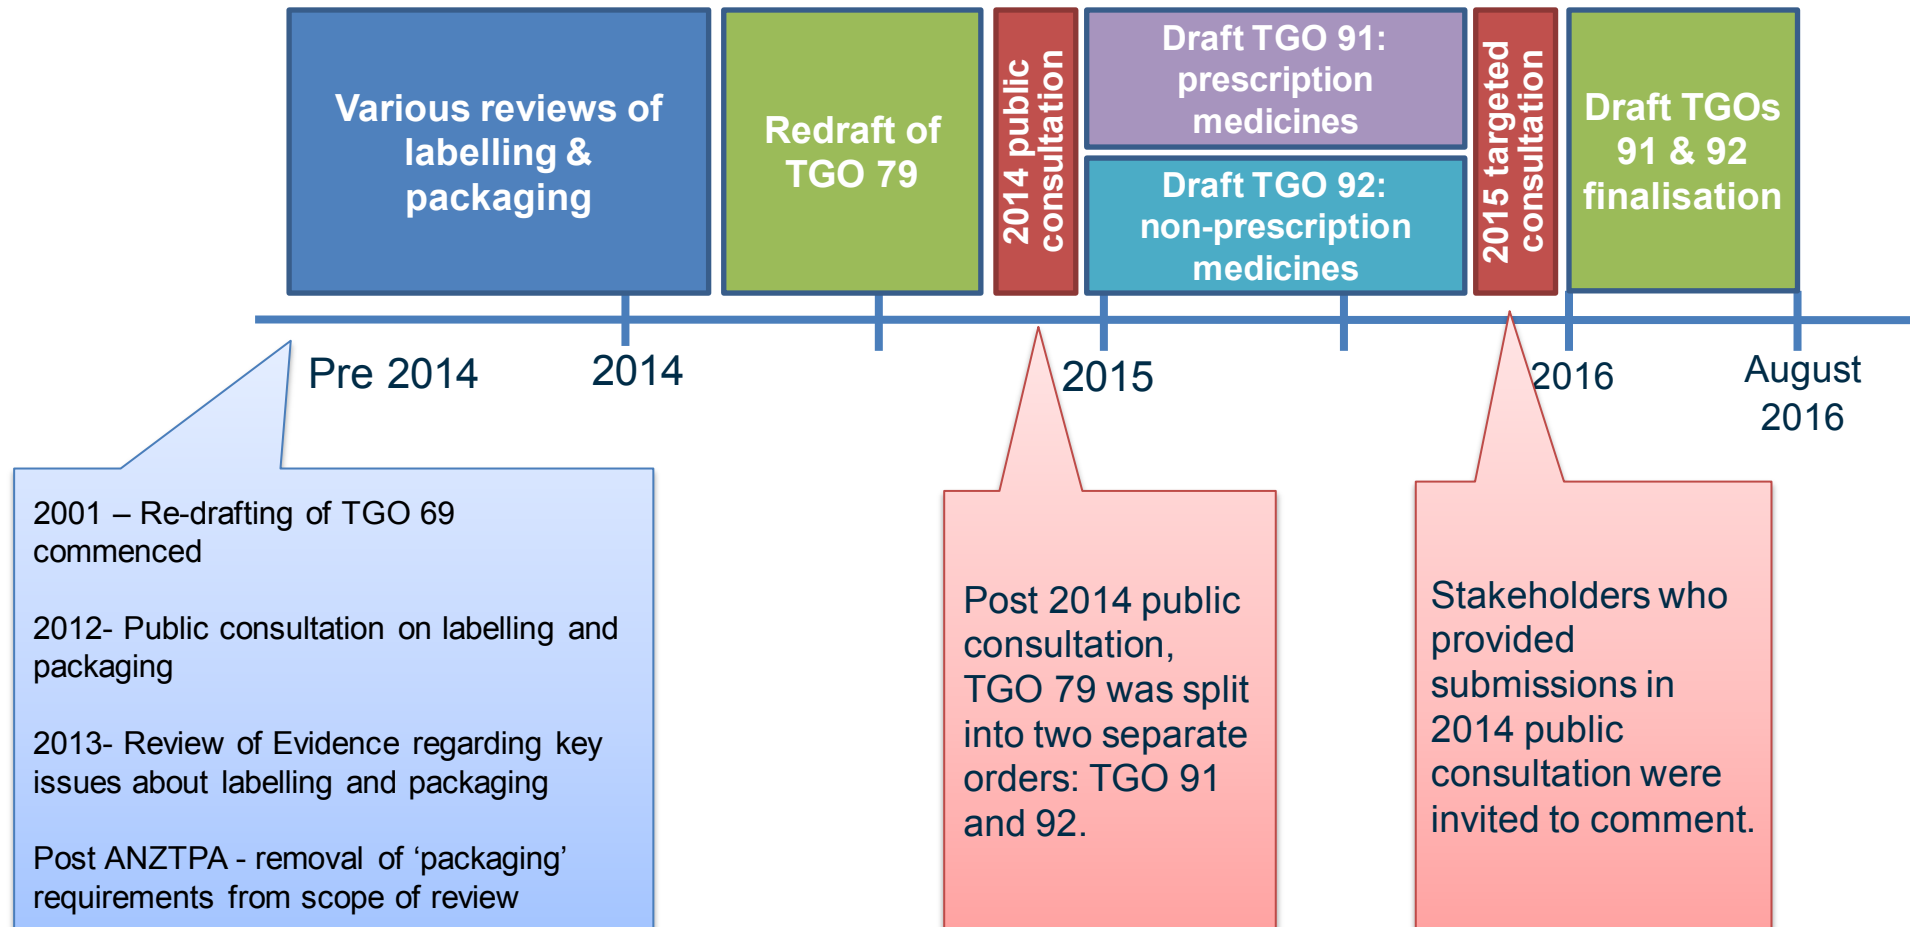 Various reviews of
labelling &
packaging
Redraft of
TGO 79
2014 public
consultation
Draft TGO 91:
prescription
medicines
Draft TGO 92:
non-prescription
medicines
2015 targeted
consultation
Draft TGOs
91 & 92
finalisation
Pre 2014
2014
2015
2016
August
2016
2001 – Re-drafting of TGO 69
commenced
2012- Public consultation on labelling and
packaging
2013- Review of Evidence regarding key
issues about labelling and packaging
Post ANZTPA - removal of ‘packaging’
requirements from scope of review
Post 2014 public
consultation,
TGO 79 was split
into two separate
orders: TGO 91
and 92.
Stakeholders who
provided
submissions in
2014 public
consultation were
invited to comment.